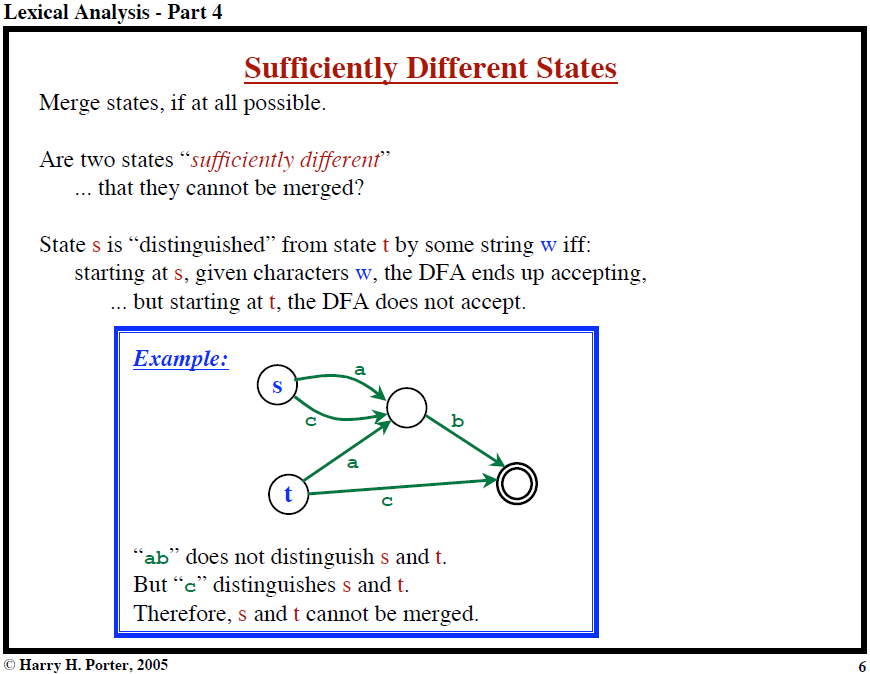 Lexical Analysis - Part 4
Sufficiently Different States
Merge states, if at all possible.
Are two states “sufficiently different”
... that they cannot be merged?
State s is “distinguished” from state t by some string w iff:
starting at s, given characters w, the DFA ends up accepting,
... but starting at t, the DFA does not accept.
Example:
s
a
c
b
a
t
c
“ab” does not distinguish s and t.
But “c” distinguishes s and t.
Therefore, s and t cannot be merged.
© Harry H. Porter, 2005
6